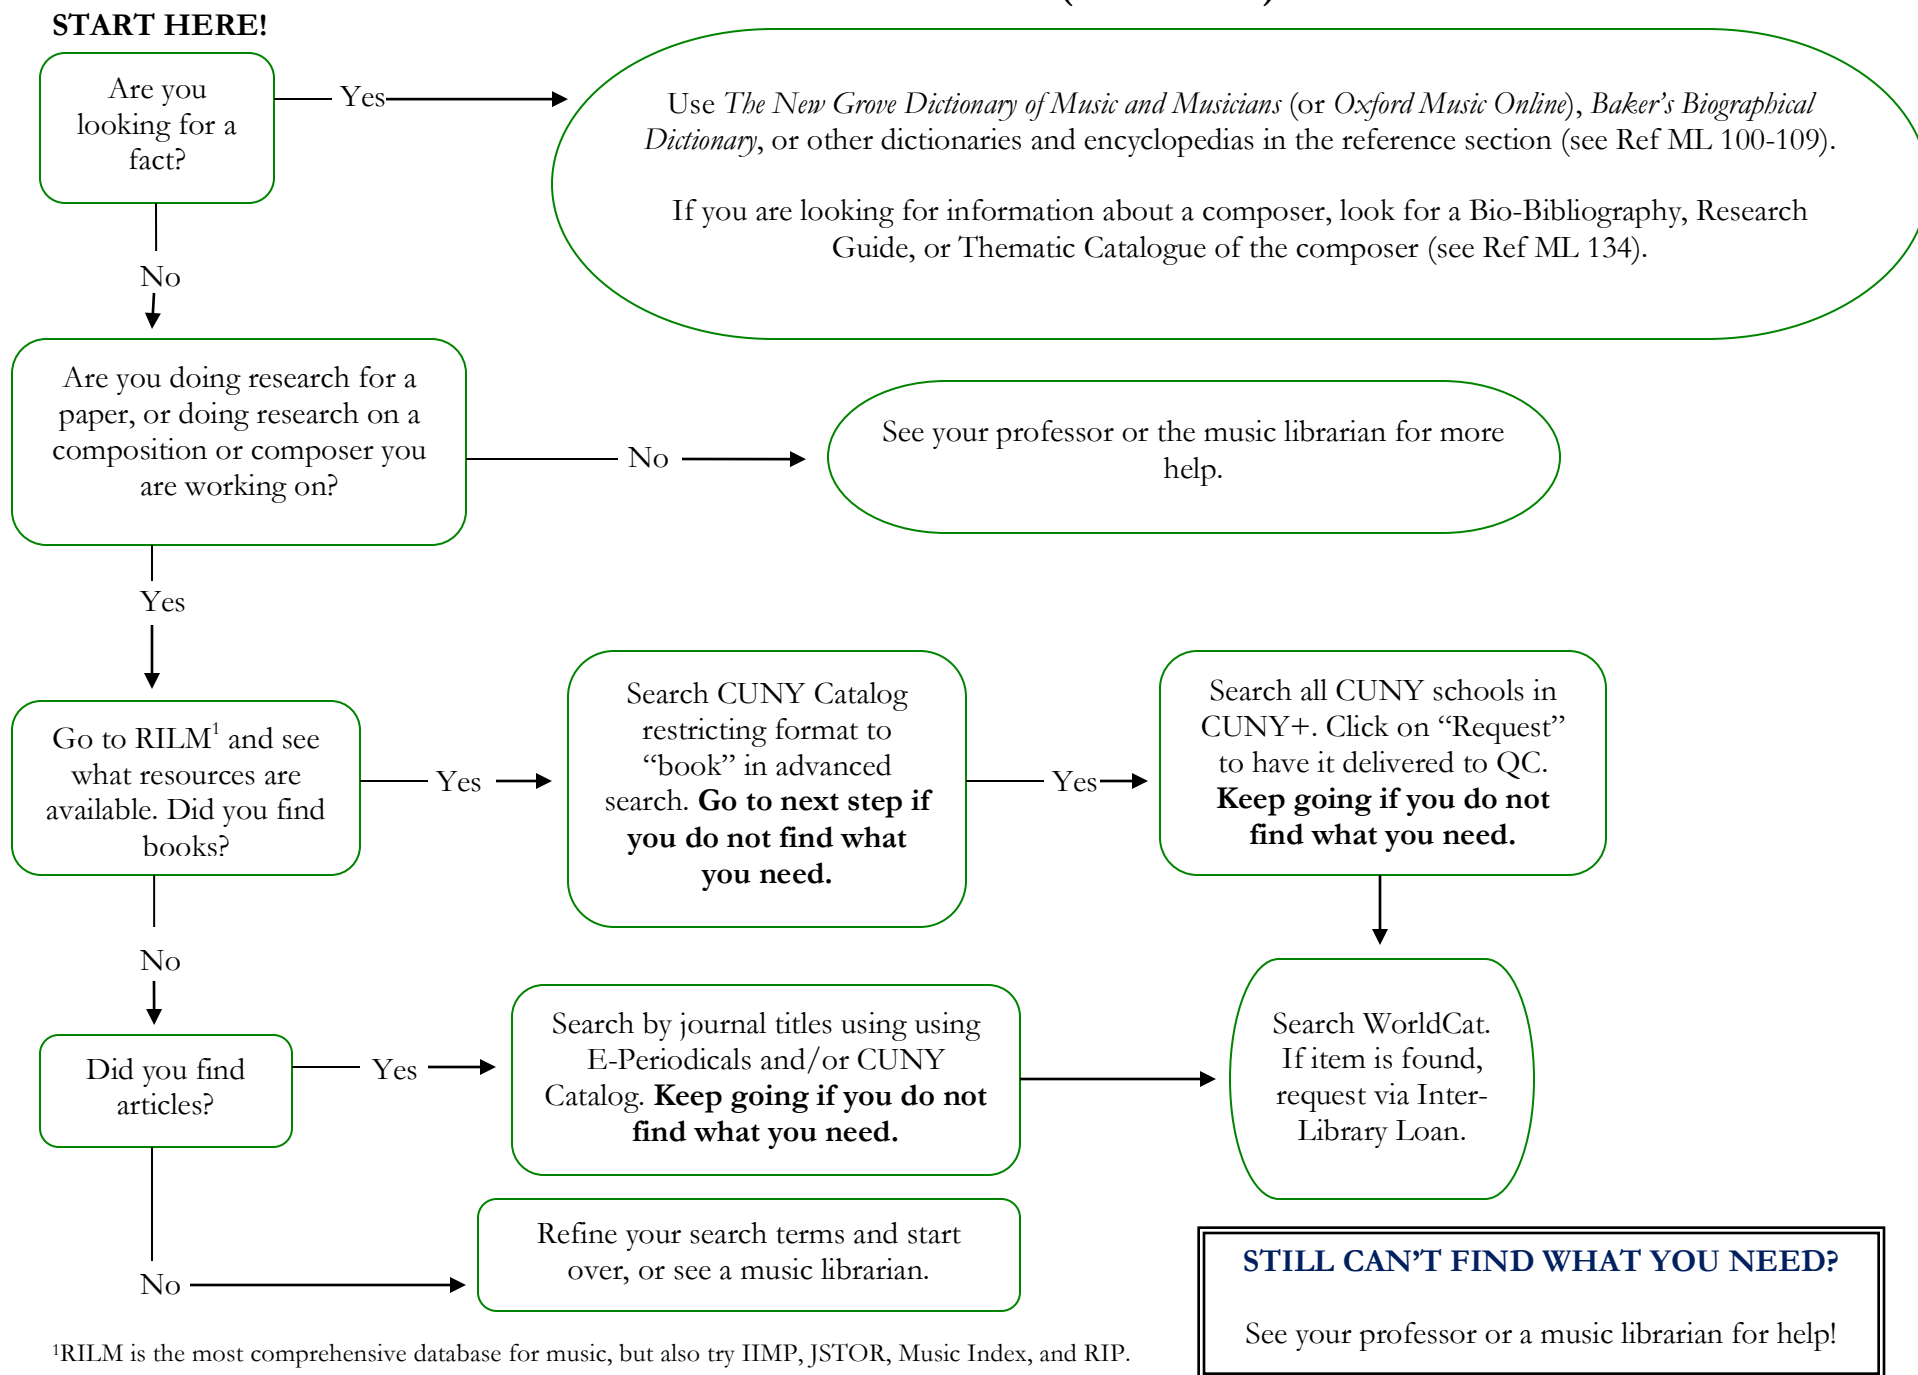 START HERE!
Are you
looking for a
fact?
Yes
Use The New Grove Dictionary of Music and Musicians (or Oxford Music Online), Baker’s Biographical
Dictionary, or other dictionaries and encyclopedias in the reference section (see Ref ML 100-109).
If you are looking for information about a composer, look for a Bio-Bibliography, Research
Guide, or Thematic Catalogue of the composer (see Ref ML 134).
No
Are you doing research for a
paper, or doing research on a
composition or composer you
are working on?
No
See your professor or the music librarian for more
help.
Yes
Go to RILM¹ and see
what resources are
available. Did you find
books?
Yes
Search CUNY Catalog
restricting format to
“book” in advanced
search. Go to next step if
you do not find what
you need.
Yes
Search all CUNY schools in
CUNY+. Click on “Request”
to have it delivered to QC.
Keep going if you do not
find what you need.
No
Did you find
articles?
Yes
Search by journal titles using using
E-Periodicals and/or CUNY
Catalog. Keep going if you do not
find what you need.
Search WorldCat.
If item is found,
request via Inter-
Library Loan.
No
Refine your search terms and start
over, or see a music librarian.
STILL CAN’T FIND WHAT YOU NEED?
See your professor or a music librarian for help!
¹RILM is the most comprehensive database for music, but also try IIMP, JSTOR, Music Index, and RIP.